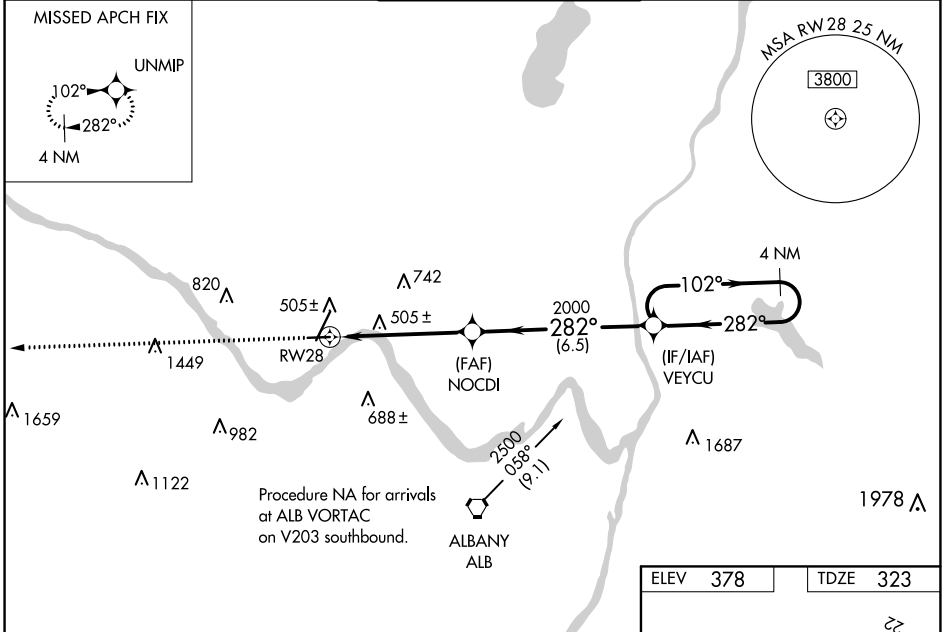 MISSED APCH FIX
UNMIP
102°
282°
4 NM
MSA RW 28 25 NM
3800
4 NM
820
742
505±
505±
2000
282°
(6.5)
102°
282°
RW28
(FAF)
NOCDI
(IF/IAF)
VEYCU
1449
1659
982
688±
1687
1122
2500
058°
(9.1)
Procedure NA for arrivals
at ALB VORTAC
on V203 southbound.
ALBANY
ALB
1978
ELEV 378
TDZE 323
22